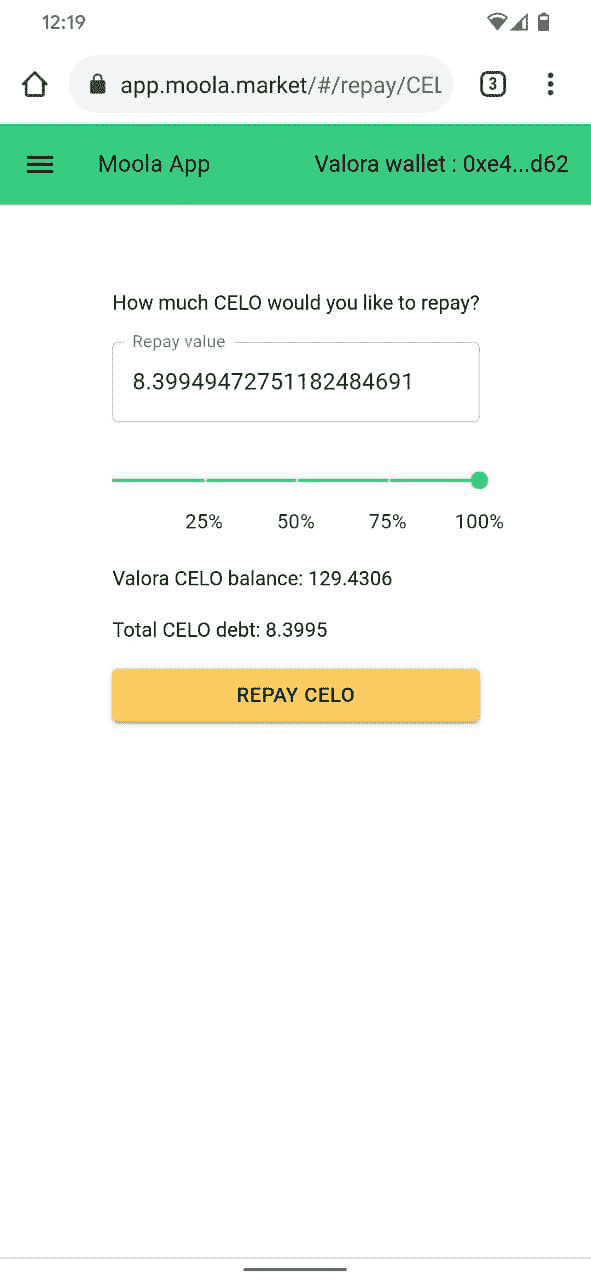 12:19
app.moola.market/#/repay/CEL
3
Moola App
Valora wallet : 0xe4...d62
How much CELO would you like to repay?
Repay value
8.39949472751182484691
25% 50% 75% 100%
Valora CELO balance: 129.4306
Total CELO debt: 8.3995
REPAY CELO